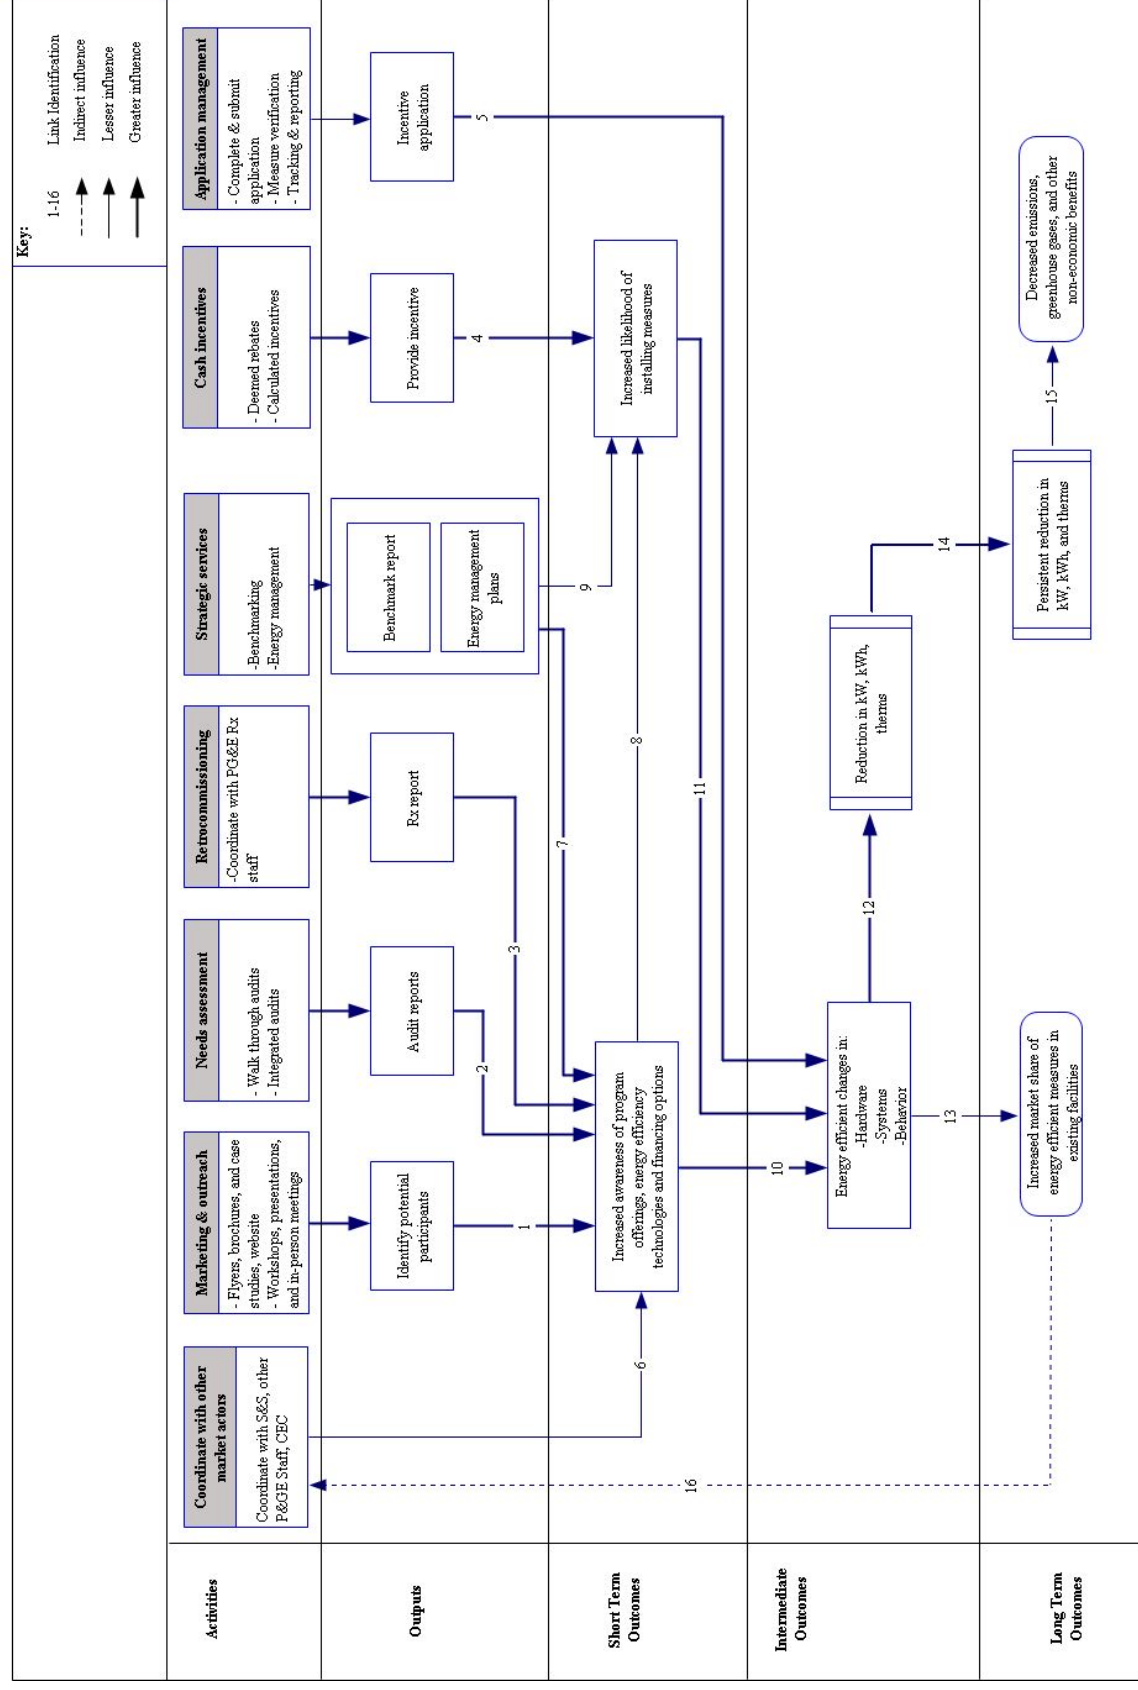 Key:
1-16 Link Identification
Indirect influence
Lesser influence
Greater influence
Activities
Coordinate with other
market actors
Coordinate with S&S, other
P&GE Staff, CEC
Marketing & outreach
- Flyers, brochures, and case
studies, website
- Workshops, presentations,
and in-person meetings
Needs assessment
- Walk through audits
- Integrated audits
Retrocommissioning
-Coordinate with PG&E Rx
staff
Strategic services
-Benchmarking
-Energy management
Cash incentives
- Deemed rebates
- Calculated incentives
Application management
- Complete & submit
application
- Measure verification
- Tracking & reporting
Outputs
Identify potential
participants
Audit reports
Rx report
Benchmark report
Energy management
plans
Provide incentive
Incentive
application
1
2
3
4
5
6
7
8
9
Short Term
Outcomes
Increased awareness of progam
offerings, energy efficiency
technologies and financing options
Increased likelihood of
installing measures
10
11
16
Intermediate
Outcomes
Energy efficient changes in:
-Hardware
-Systems
-Behavior
12
Reduction in kW, kWh,
therms
13
14
Long Term
Outcomes
Increased market share of
energy efficient measures in
existing facilities
Persistent reduction in
kW, kWh, and therms
15
Decreased emissions,
greenhouse gases, and other
non-economic benefits